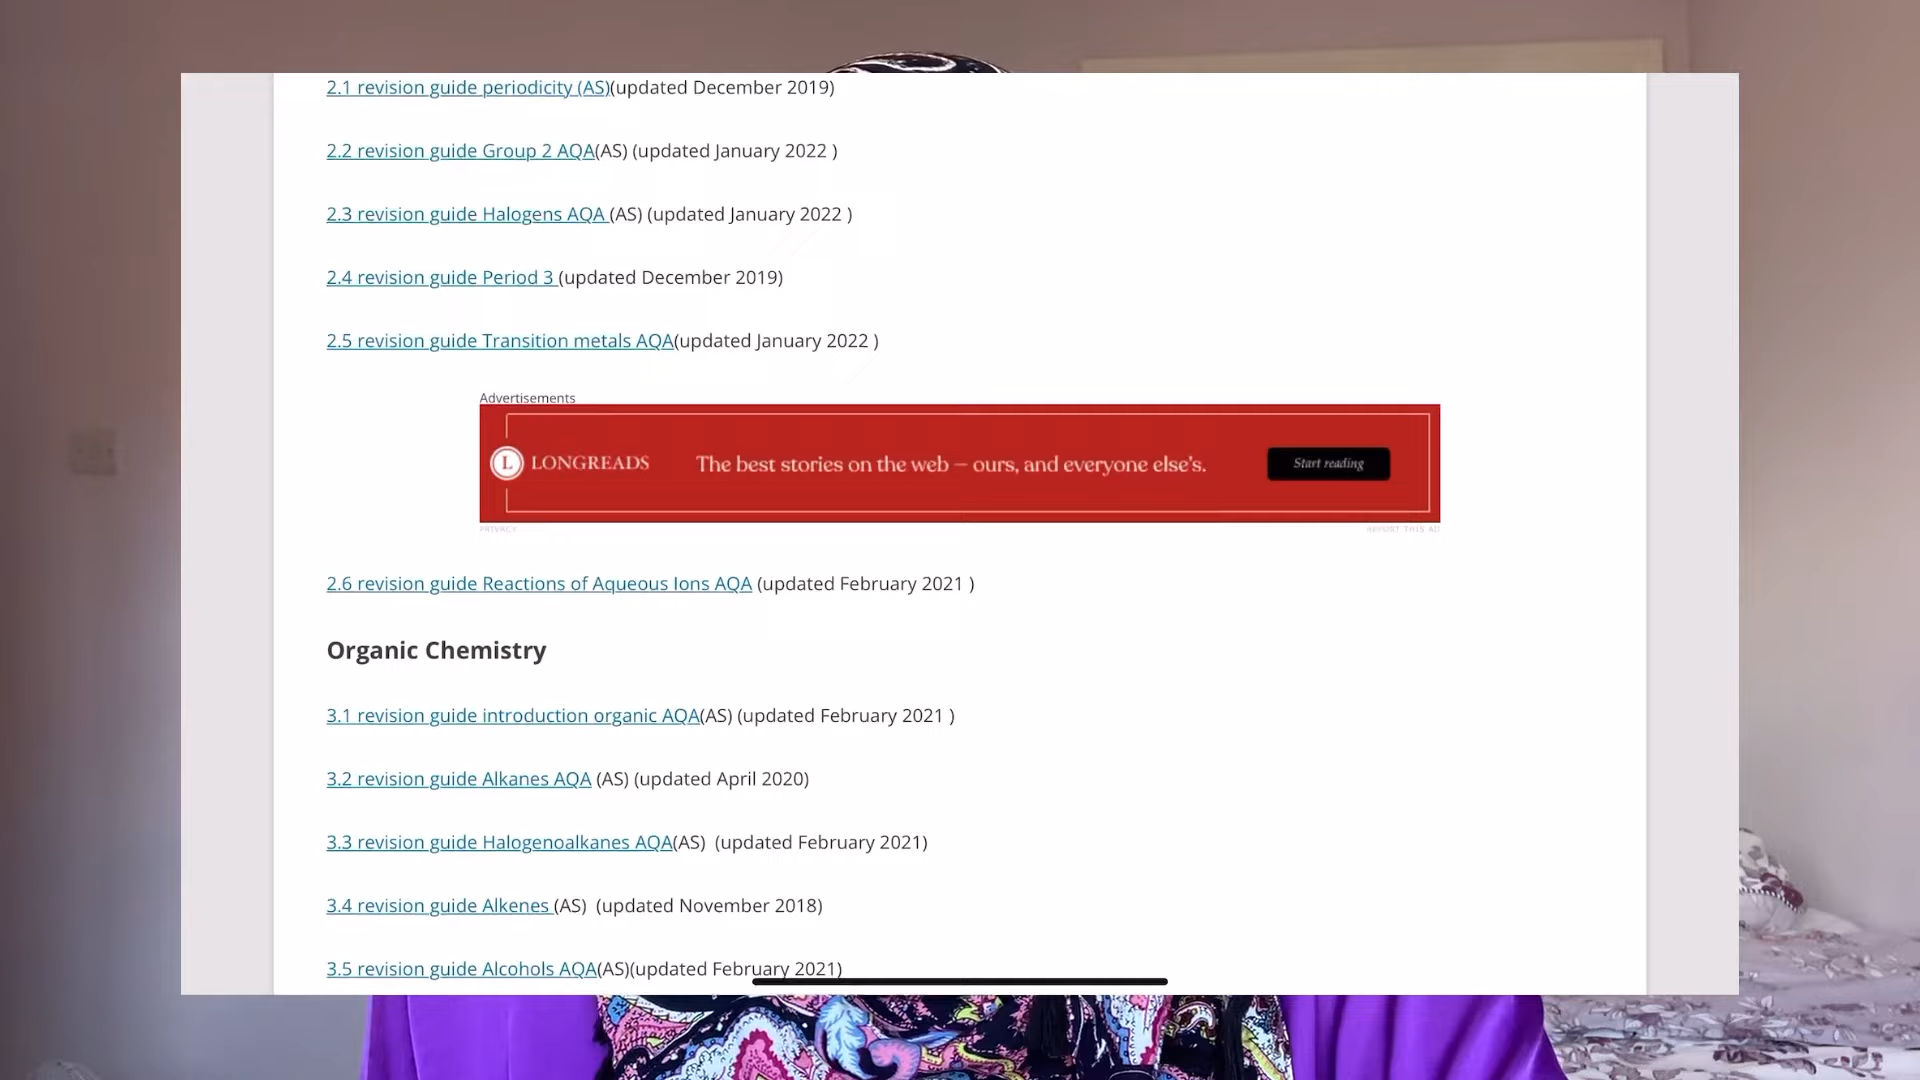 2.1 revision guide periodicity (AS)(updated December 2019)
2.2 revision guide Group 2 AQA(AS) (updated January 2022 )
2.3 revision guide Halogens AQA (AS) (updated January 2022 )
2.4 revision guide Period 3 (updated December 2019)
2.5 revision guide Transition metals AQA(updated January 2022 )
Advertisements
L LONGREADS The best stories on the web — ours, and everyone else's. Start reading
PRIVACY REPORT THIS AD
2.6 revision guide Reactions of Aqueous Ions AQA (updated February 2021 )
Organic Chemistry
3.1 revision guide introduction organic AQA(AS) (updated February 2021 )
3.2 revision guide Alkanes AQA (AS) (updated April 2020)
3.3 revision guide Halogenoalkanes AQA(AS) (updated February 2021)
3.4 revision guide Alkenes (AS) (updated November 2018)
3.5 revision guide Alcohols AQA(AS)(updated February 2021)